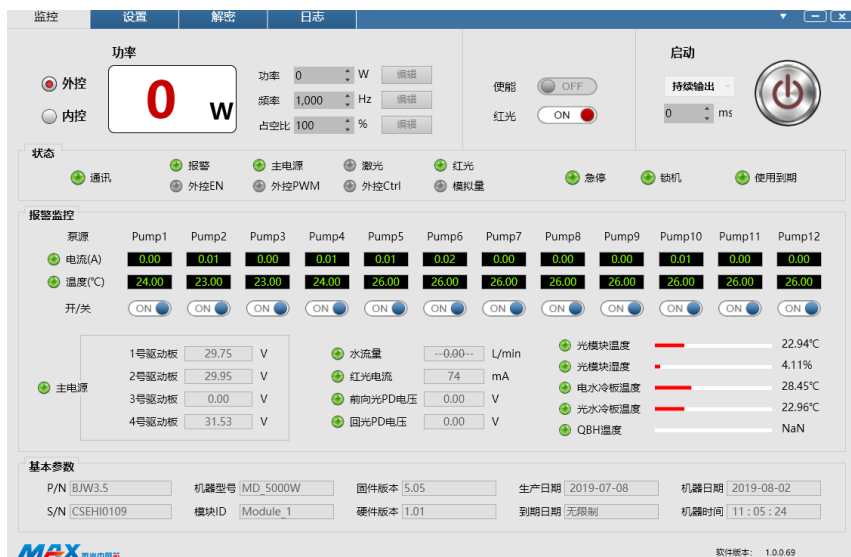 监控 设置 解密 日志
功率 启动
外控 0 W 功率 0 W 编辑 使能 OFF 持续输出
内控 频率 1,000 Hz 编辑 红光 ON 0 ms
占空比 100 % 编辑
状态
通讯 报警 主电源 激光 红光 急停 锁机 使用到期
外控EN 外控PWM 外控Ctrl 模拟量
报警监控
泵源 Pump1 Pump2 Pump3 Pump4 Pump5 Pump6 Pump7 Pump8 Pump9 Pump10 Pump11 Pump12
电流(A) 0.00 0.01 0.00 0.01 0.01 0.02 0.00 0.00 0.00 0.01 0.00 0.00
温度(℃) 24.00 23.00 23.00 24.00 26.00 26.00 26.00 26.00 26.00 26.00 26.00 26.00
开/关 ON ON ON ON ON ON ON ON ON ON ON ON
主电源
1号驱动板 29.75 V
2号驱动板 29.95 V
3号驱动板 0.00 V
4号驱动板 31.53 V
水流量 --0.00-- L/min
红光电流 74 mA
前向光PD电压 0.00 V
回光PD电压 0.00 V
光模块温度 22.94℃
光模块湿度 4.11%
电水冷板温度 28.45℃
光水冷板温度 22.96℃
QBH温度 NaN
基本参数
P/N BJW3.5 机器型号 MD_5000W 固件版本 5.05 生产日期 2019-07-08 机器日期 2019-08-02
S/N CSEHI0109 模块ID Module_1 硬件版本 1.01 到期日期 无限制 机器时间 11：05：24
MAX 软件版本： 1.0.0.69